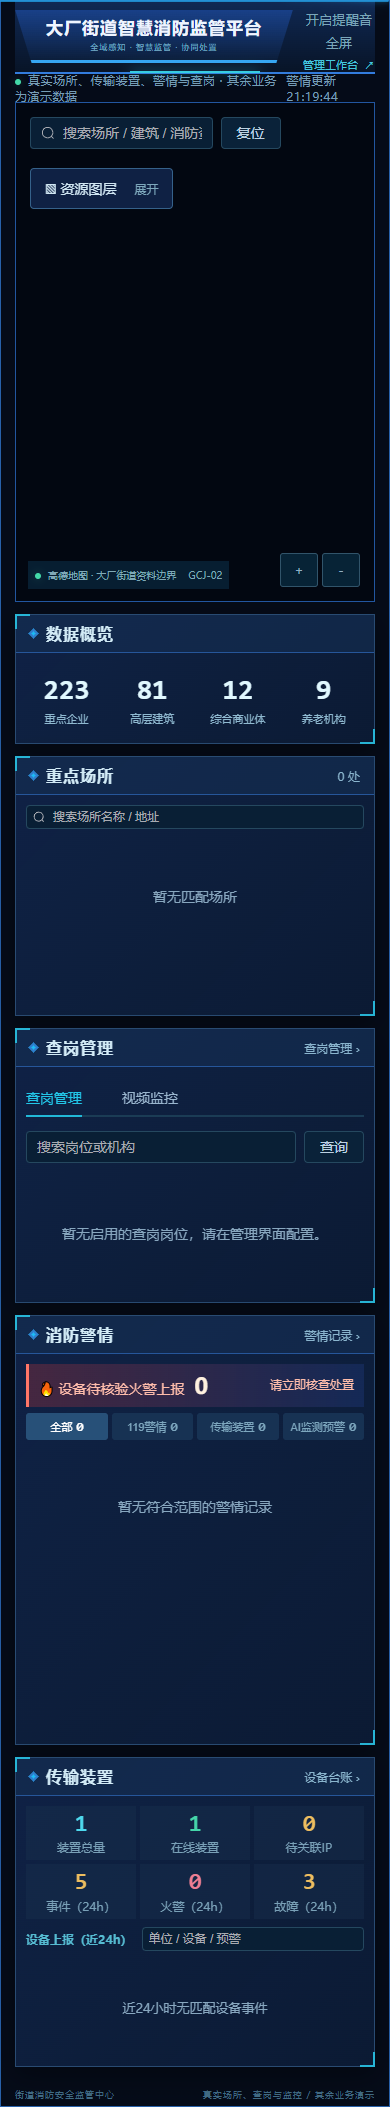 大厂街道智慧消防监管平台
全域感知 · 智慧监管 · 协同处置
开启提醒音
全屏
管理工作台 ↗
真实场所、传输装置、警情与查岗 · 其余业务为演示数据
警情更新 21:19:44
搜索场所 / 建筑 / 消防
复位
资源图层 展开
高德地图 · 大厂街道资料边界 GCJ-02
+ -
数据概览
223 81 12 9
重点企业 高层建筑 综合商业体 养老机构
重点场所 0 处
搜索场所名称 / 地址
暂无匹配场所
查岗管理 查岗管理 ›
查岗管理 视频监控
搜索岗位或机构 查询
暂无启用的查岗岗位，请在管理界面配置。
消防警情 警情记录 ›
设备待核验火警上报 0 请立即核查处置
全部 0 119警情 0 传输装置 0 AI监测预警 0
暂无符合范围的警情记录
传输装置 设备台账 ›
1 1 0
装置总量 在线装置 待关联IP
5 0 3
事件（24h） 火警（24h） 故障（24h）
设备上报（近24h） 单位 / 设备 / 预警
近24小时无匹配设备事件
街道消防安全监管中心 真实场所、查岗与监控 / 其余业务演示